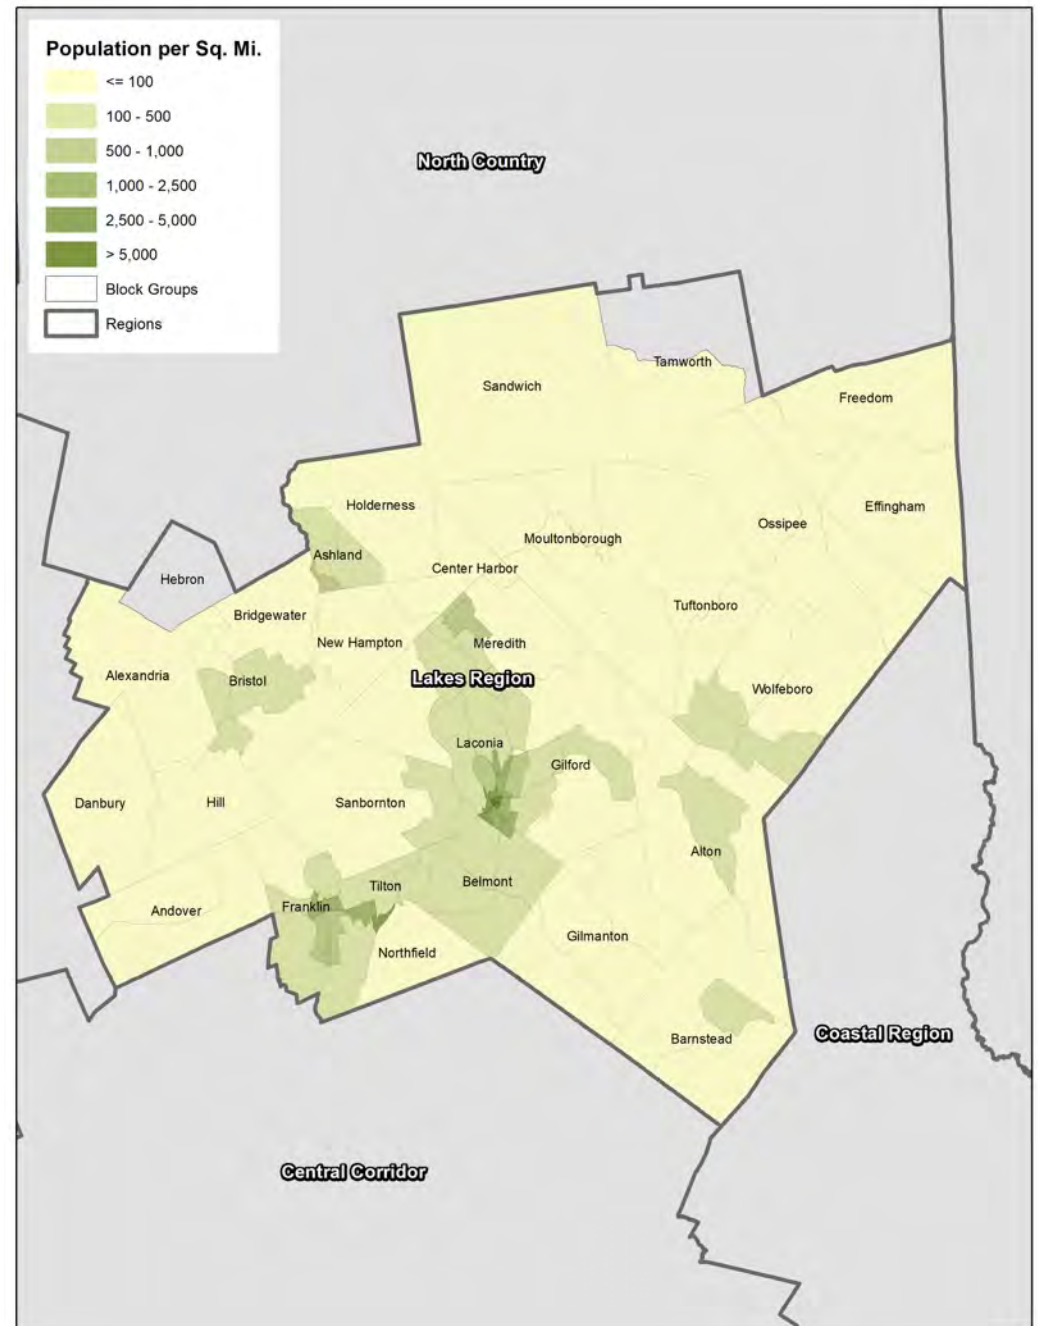 Population per Sq. Mi.
<= 100
100 - 500
500 - 1,000
1,000 - 2,500
2,500 - 5,000
> 5,000
Block Groups
Regions
North Country
Tamworth
Sandwich
Freedom
Holderness
Effingham
Ossipee
Moultonborough
Ashland
Center Harbor
Hebron
Tuftonboro
Bridgewater
New Hampton
Meredith
Alexandria
Bristol
Lakes Region
Wolfeboro
Laconia
Gilford
Danbury
Hill
Sanbornton
Alton
Belmont
Tilton
Franklin
Andover
Gilmanton
Northfield
Barnstead
Coastal Region
Central Corridor